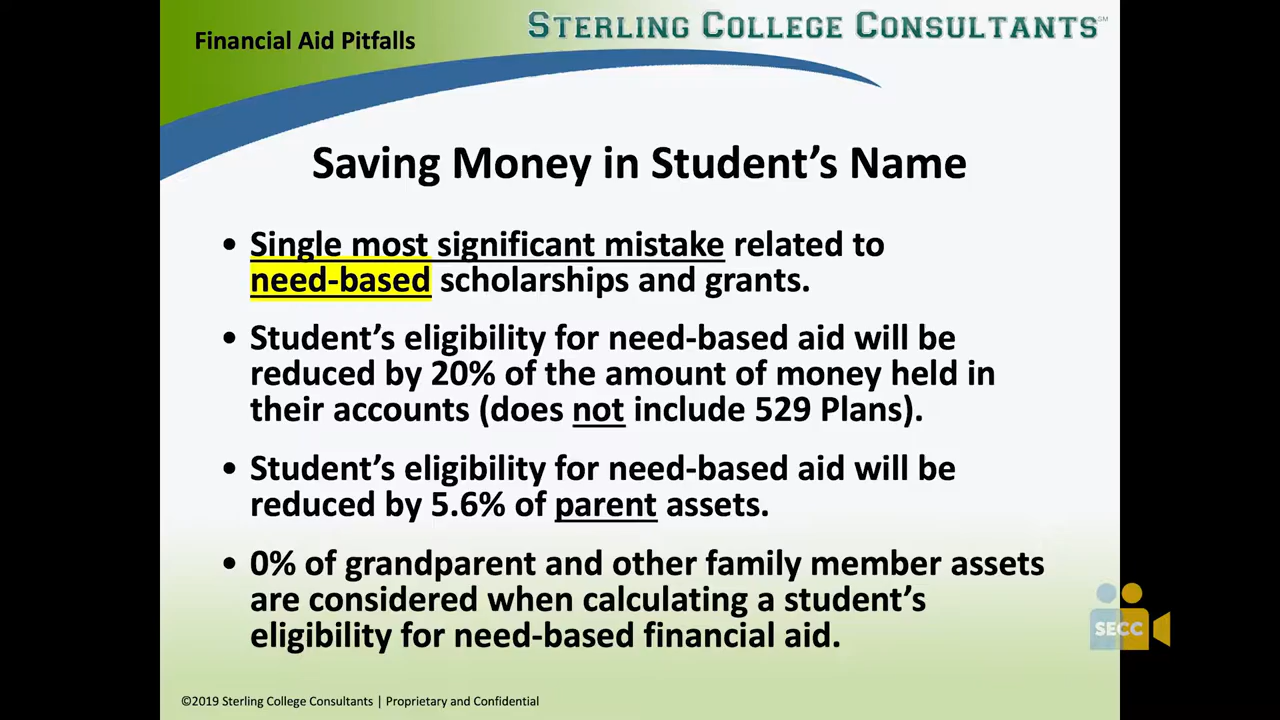 Financial Aid Pitfalls
STERLING COLLEGE CONSULTANTS℠
Saving Money in Student’s Name
• Single most significant mistake related to
need-based scholarships and grants.
• Student’s eligibility for need-based aid will be
reduced by 20% of the amount of money held in
their accounts (does not include 529 Plans).
• Student’s eligibility for need-based aid will be
reduced by 5.6% of parent assets.
• 0% of grandparent and other family member assets
are considered when calculating a student’s
eligibility for need-based financial aid.
SECC
©2019 Sterling College Consultants | Proprietary and Confidential